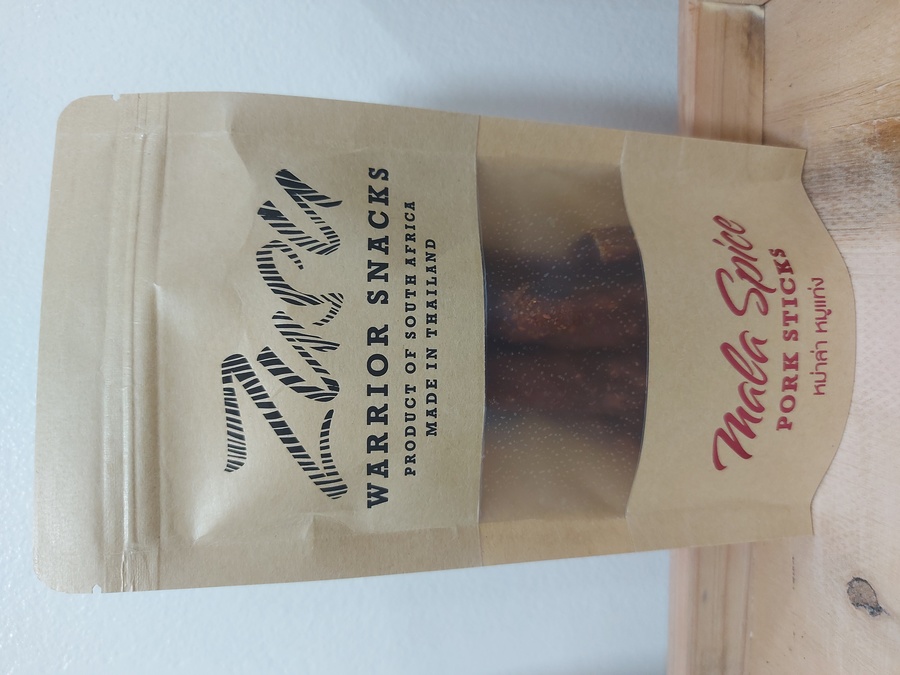 WARRIOR SNACKS
PRODUCT OF SOUTH AFRICA
MADE IN THAILAND
Mala Spice
PORK STICKS
หม่าล่า หมูแท่ง